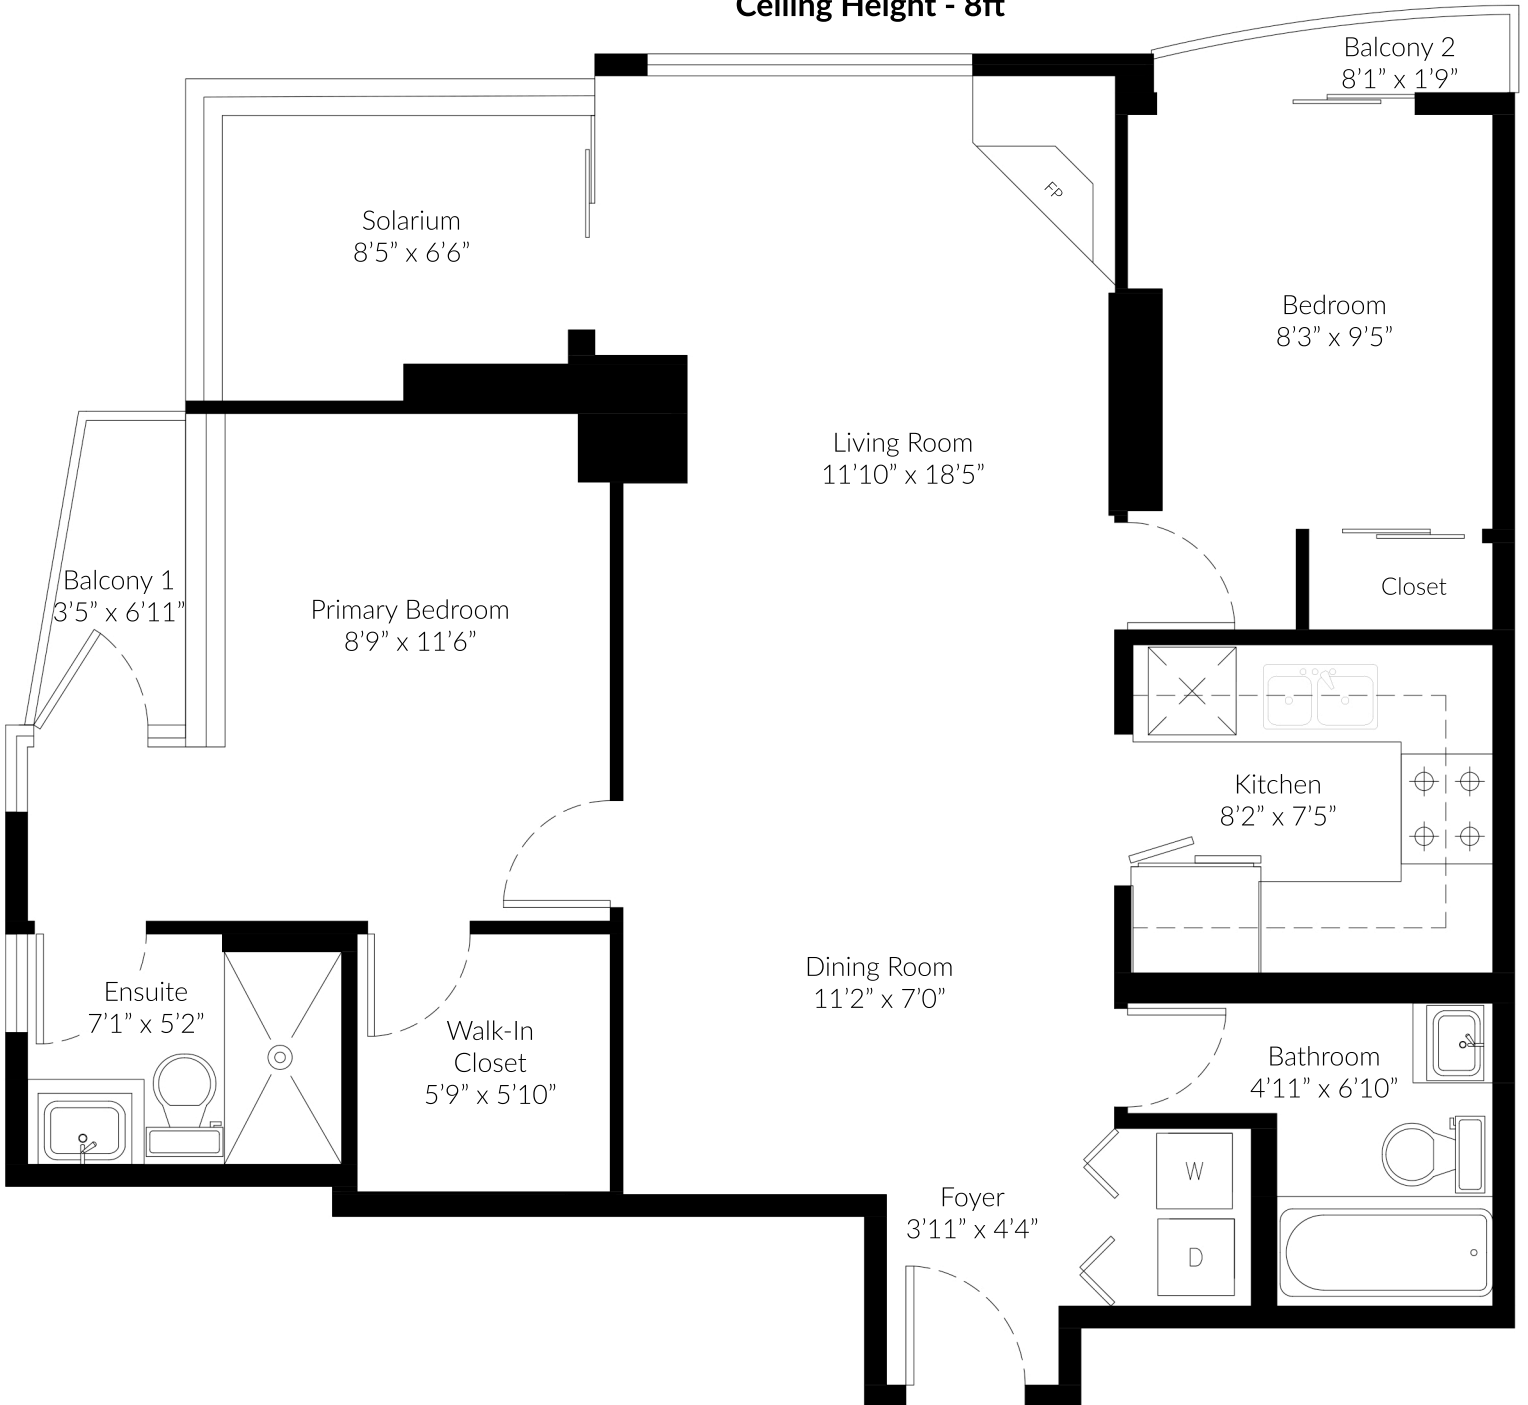 Ceiling Height - 8ft
Balcony 2
8’1” x 1’9”
Solarium
8’5” x 6’6”
FP
Bedroom
8’3” x 9’5”
Living Room
11’10” x 18’5”
Balcony 1
3’5” x 6’11”
Primary Bedroom
8’9” x 11’6”
Closet
Kitchen
8’2” x 7’5”
Dining Room
11’2” x 7’0”
Ensuite
7’1” x 5’2”
Walk-In
Closet
5’9” x 5’10”
Bathroom
4’11” x 6’10”
W
Foyer
3’11” x 4’4”
D